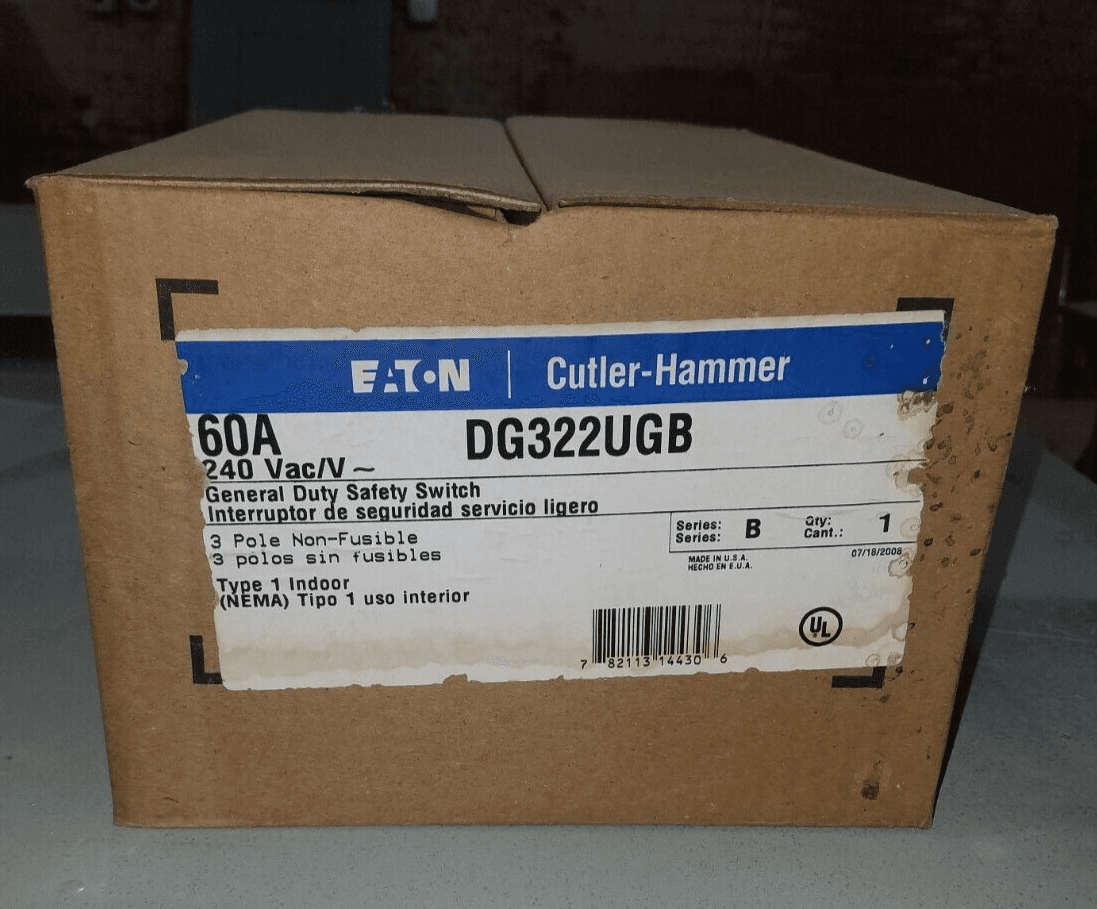 EATON | Cutler-Hammer
60A DG322UGB
240 Vac/V ~
General Duty Safety Switch
Interruptor de seguridad servicio ligero
3 Pole Non-Fusible
3 polos sin fusibles
Type 1 Indoor
(NEMA) Tipo 1 uso interior
Series: B Qty: 1
Series: Cant.:
MADE IN U.S.A. 07/18/2008
HECHO EN E.U.A.
UL
7 82113 14430 6